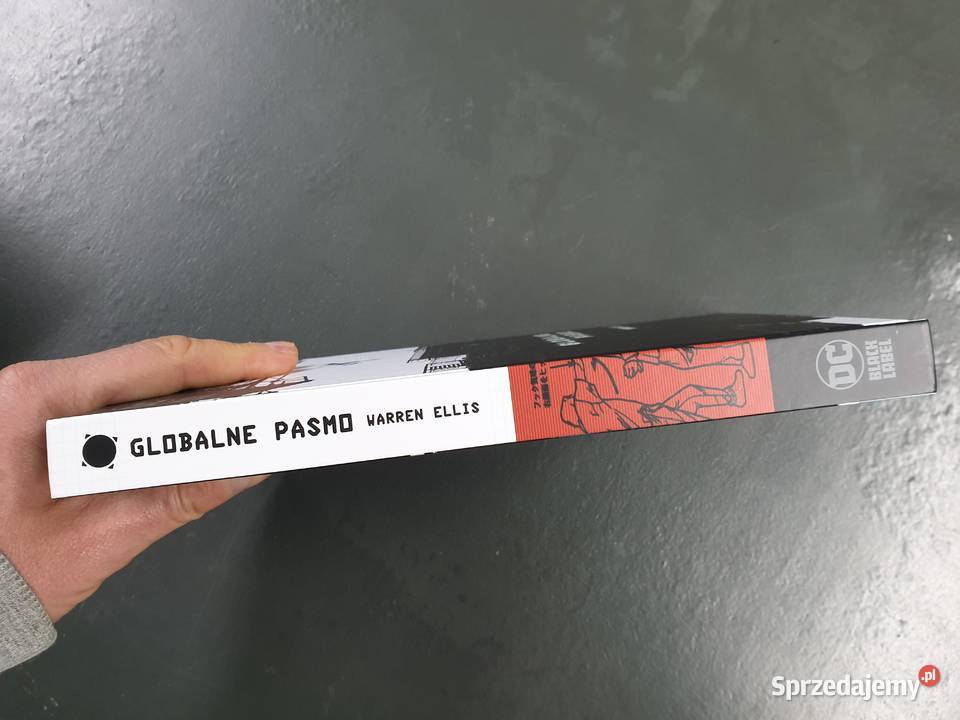 GLOBALNE PASMO WARREN ELLIS
DC
BLACK
LABEL
Sprzedajemy.pl